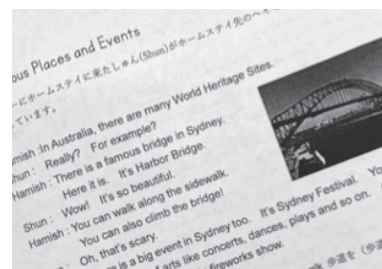 ous Places and Events
ーにホームステイに来たしゅん(Shun)がホームステイ先の
ています。
mish : In Australia, there are many World Heritage Sites.
hun : Really? For example?
Hamish : There is a famous bridge in Sydney.
Here it is. It's Harbor Bridge.
Shun : Wow! It's so beautiful.
Hamish : You can walk along the sidewalk.
You can also climb the bridge!
: Oh, that's scary.
is a big event in Sydney too. It's Sydney Festival. Yo
of arts like concerts, dances, plays and so on.
fireworks show.
歩道を